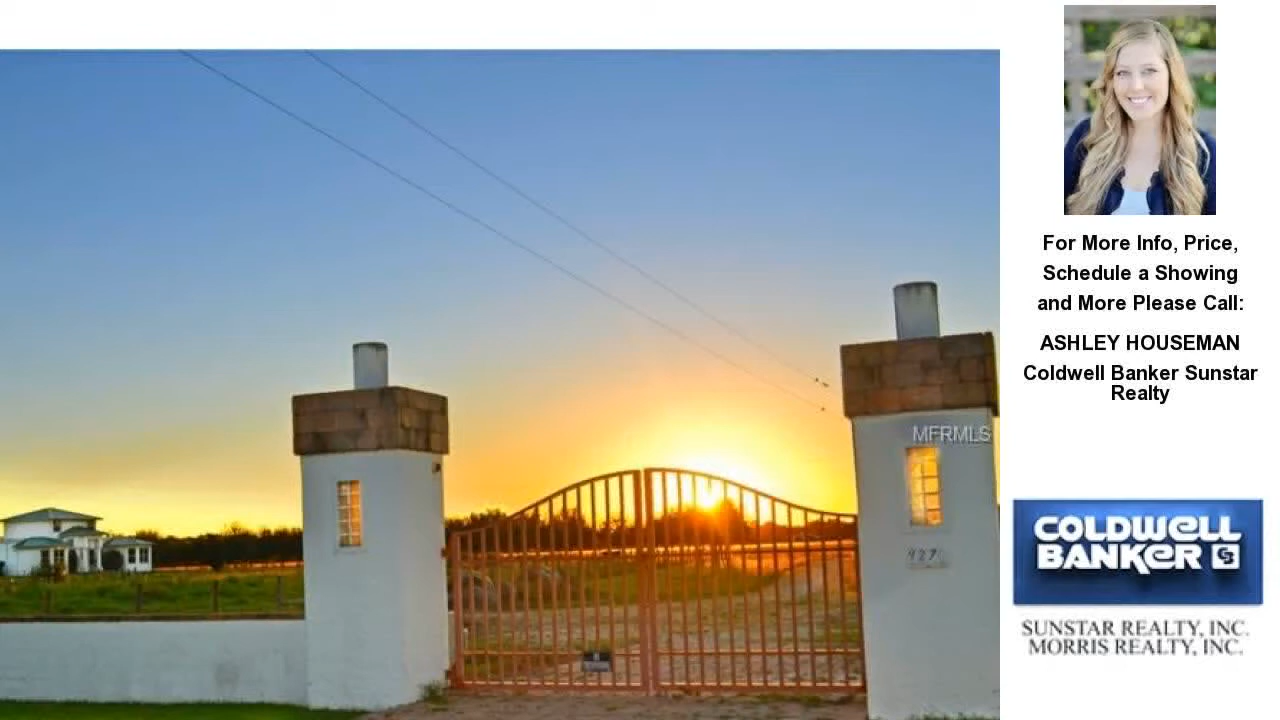 For More Info, Price,
Schedule a Showing
and More Please Call:
ASHLEY HOUSEMAN
Coldwell Banker Sunstar
Realty
MFRMLS
COLDWELL
BANKER CB
SUNSTAR REALTY, INC.
MORRIS REALTY, INC.